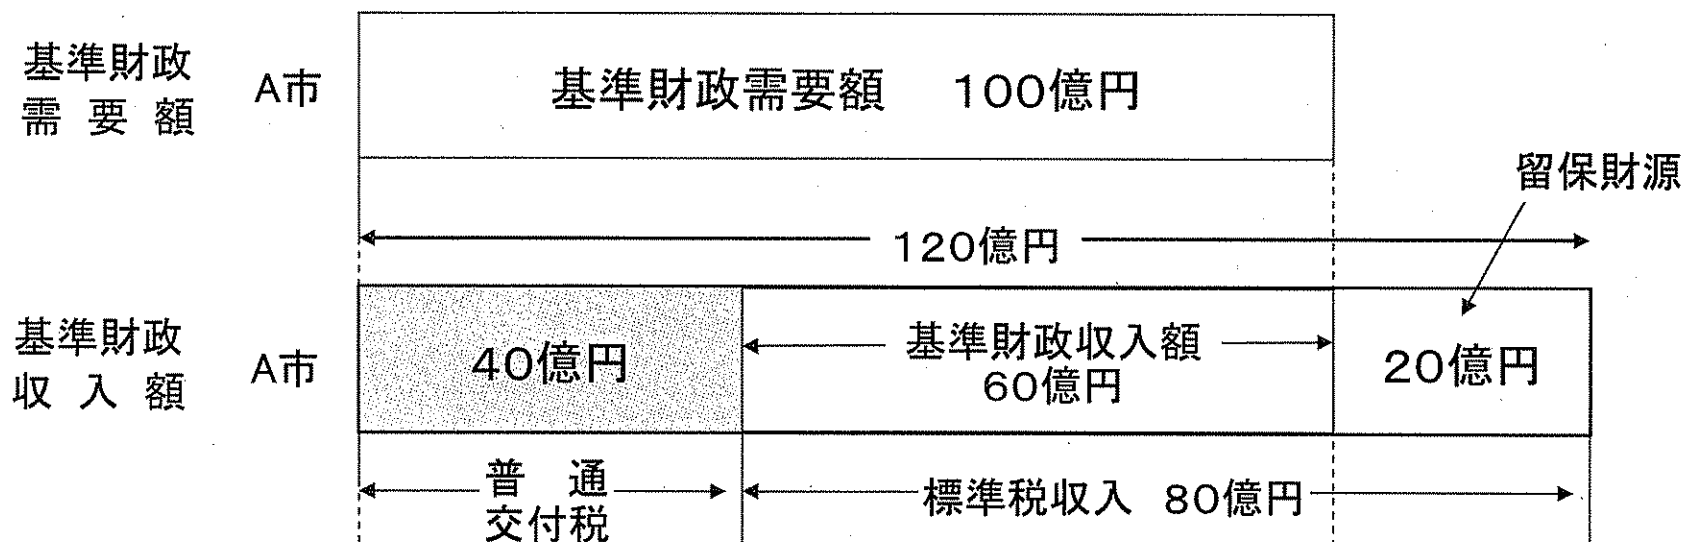 基準財政
需要額
A市
基準財政需要額 100億円
留保財源
120億円
基準財政
収入額
A市
40億円
基準財政収入額
60億円
20億円
普通
交付税
標準税収入 80億円